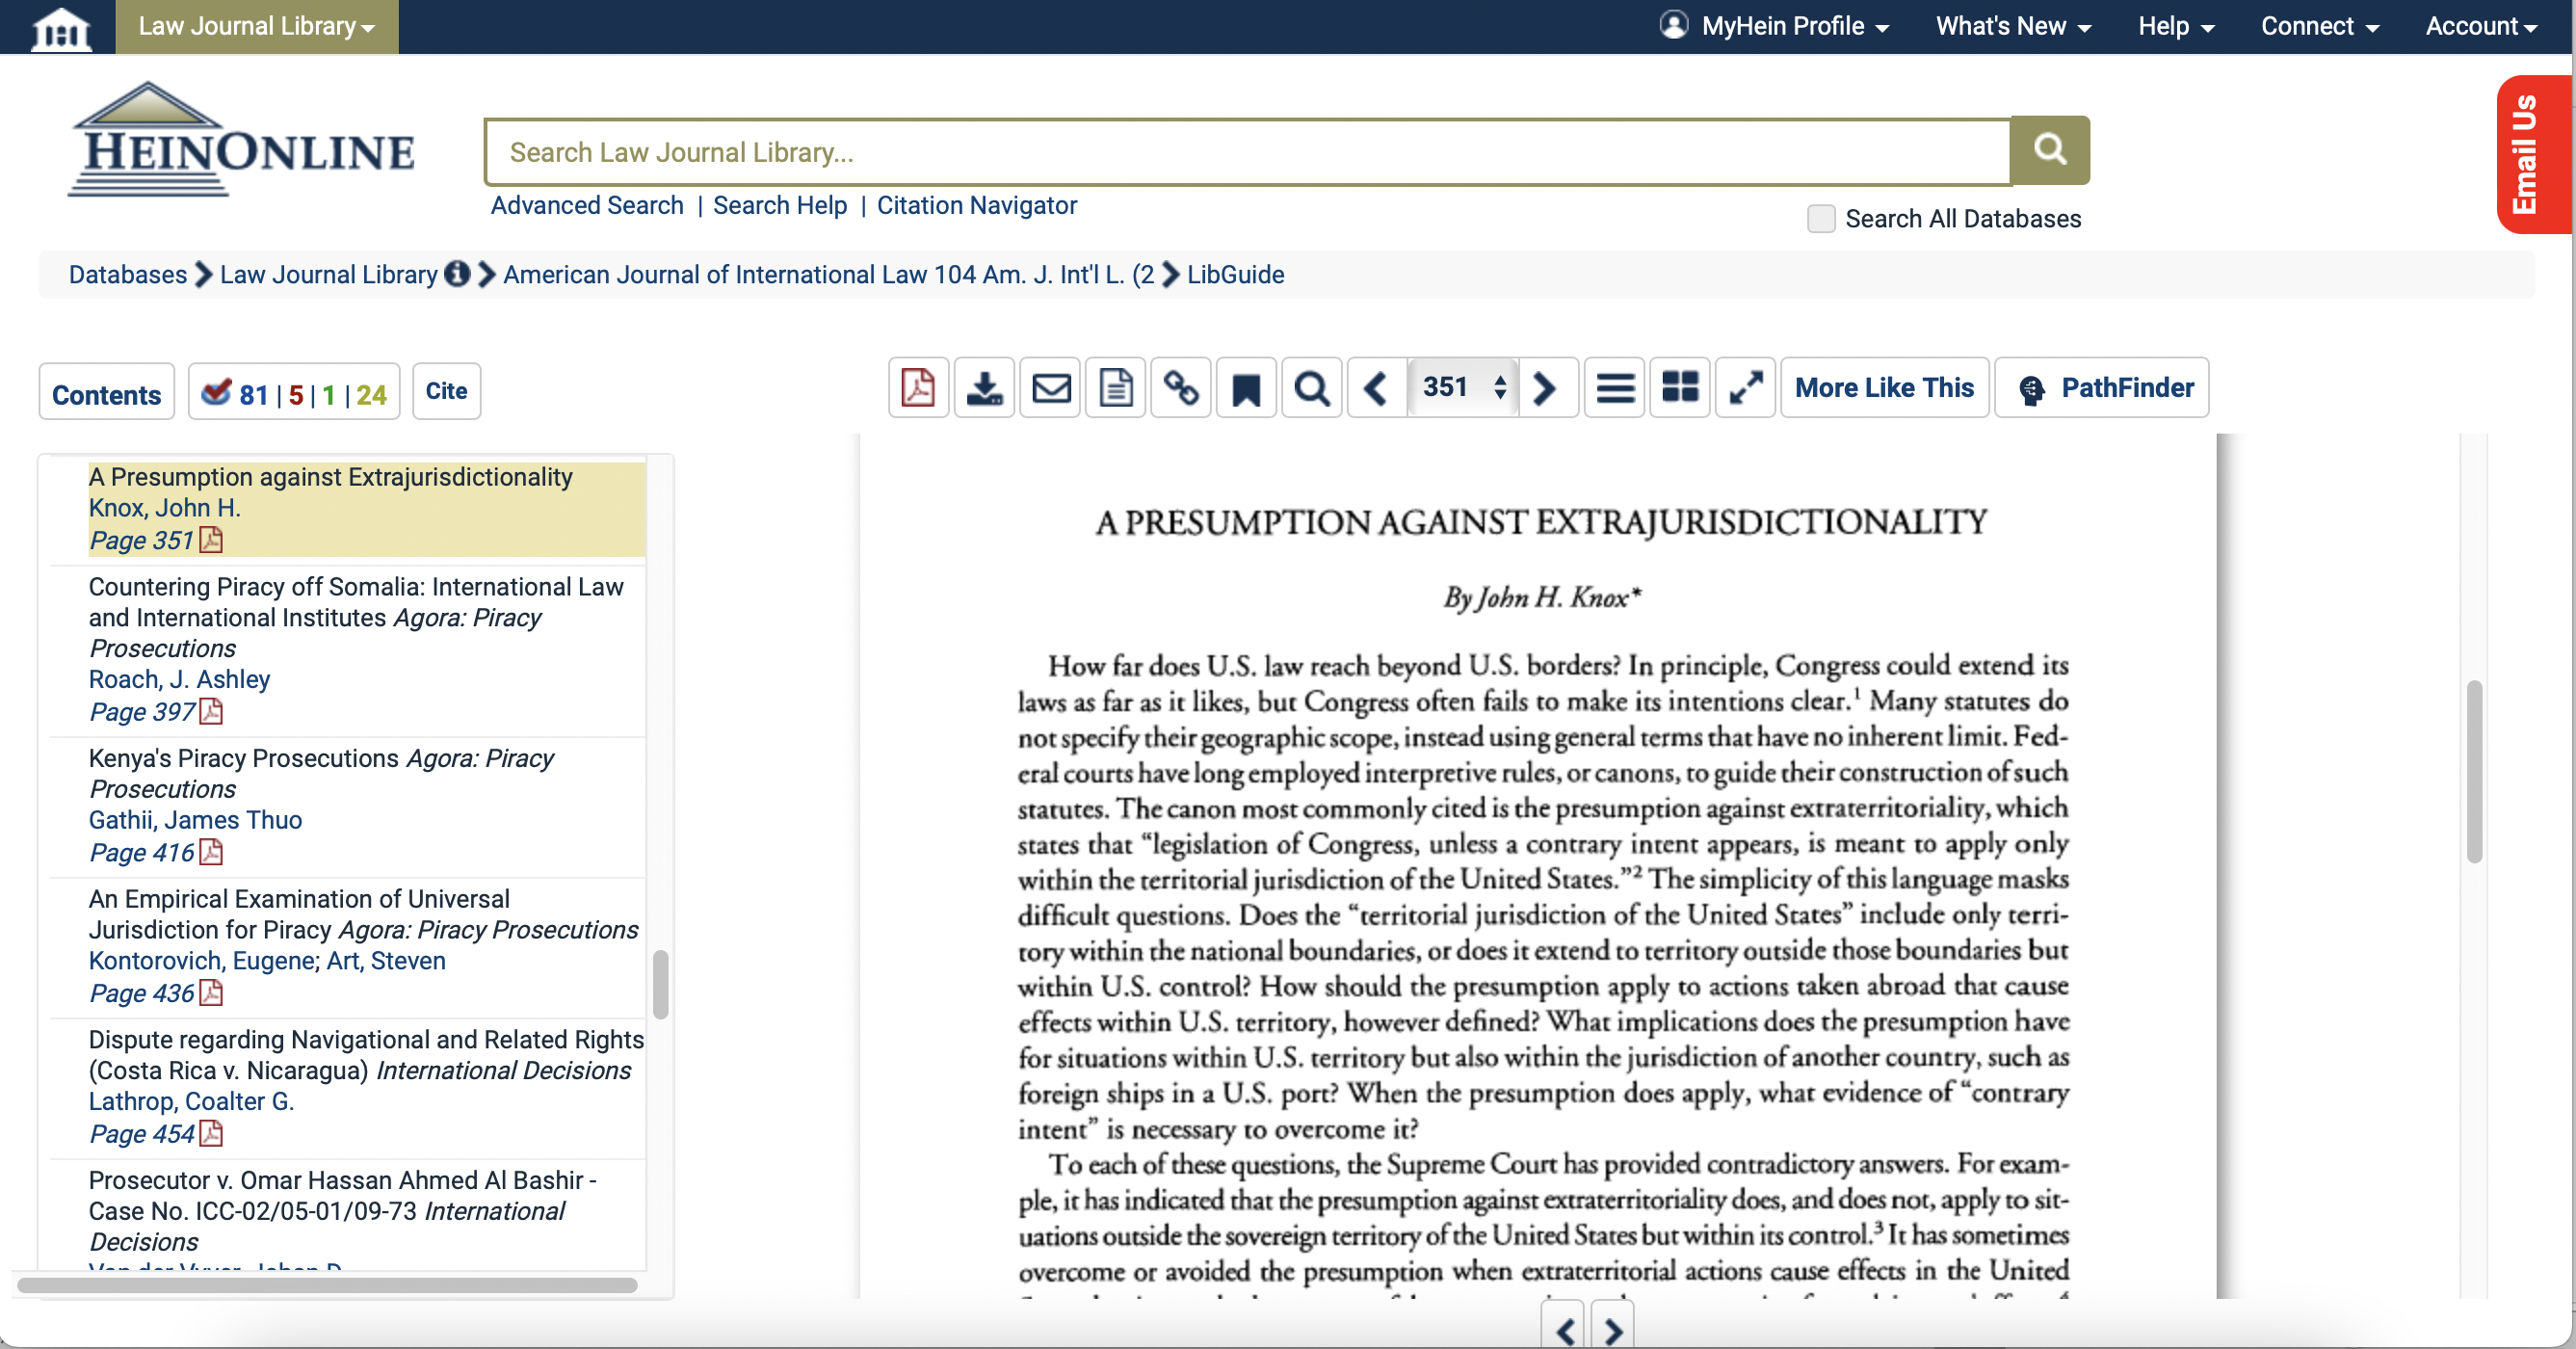 Law Journal Library
MyHein Profile
What's New
Help
Connect
Account
HEINONLINE
Search Law Journal Library...
Advanced Search | Search Help | Citation Navigator
Search All Databases
Email Us
Databases
Law Journal Library
American Journal of International Law 104 Am. J. Int'l L. (2
LibGuide
Contents
81 | 5 | 1 | 24
Cite
351
More Like This
PathFinder
A Presumption against Extrajurisdictionality
Knox, John H.
Page 351
Countering Piracy off Somalia: International Law
and International Institutes Agora: Piracy
Prosecutions
Roach, J. Ashley
Page 397
Kenya's Piracy Prosecutions Agora: Piracy
Prosecutions
Gathii, James Thuo
Page 416
An Empirical Examination of Universal
Jurisdiction for Piracy Agora: Piracy Prosecutions
Kontorovich, Eugene; Art, Steven
Page 436
Dispute regarding Navigational and Related Rights
(Costa Rica v. Nicaragua) International Decisions
Lathrop, Coalter G.
Page 454
Prosecutor v. Omar Hassan Ahmed Al Bashir -
Case No. ICC-02/05-01/09-73 International
Decisions
A PRESUMPTION AGAINST EXTRAJURISDICTIONALITY
By John H. Knox*
How far does U.S. law reach beyond U.S. borders? In principle, Congress could extend its
laws as far as it likes, but Congress often fails to make its intentions clear.1 Many statutes do
not specify their geographic scope, instead using general terms that have no inherent limit. Fed-
eral courts have long employed interpretive rules, or canons, to guide their construction of such
statutes. The canon most commonly cited is the presumption against extraterritoriality, which
states that “legislation of Congress, unless a contrary intent appears, is meant to apply only
within the territorial jurisdiction of the United States.”2 The simplicity of this language masks
difficult questions. Does the “territorial jurisdiction of the United States” include only terri-
tory within the national boundaries, or does it extend to territory outside those boundaries but
within U.S. control? How should the presumption apply to actions taken abroad that cause
effects within U.S. territory, however defined? What implications does the presumption have
for situations within U.S. territory but also within the jurisdiction of another country, such as
foreign ships in a U.S. port? When the presumption does apply, what evidence of “contrary
intent” is necessary to overcome it?
To each of these questions, the Supreme Court has provided contradictory answers. For exam-
ple, it has indicated that the presumption against extraterritoriality does, and does not, apply to sit-
uations outside the sovereign territory of the United States but within its control.3 It has sometimes
overcome or avoided the presumption when extraterritorial actions cause effects in the United